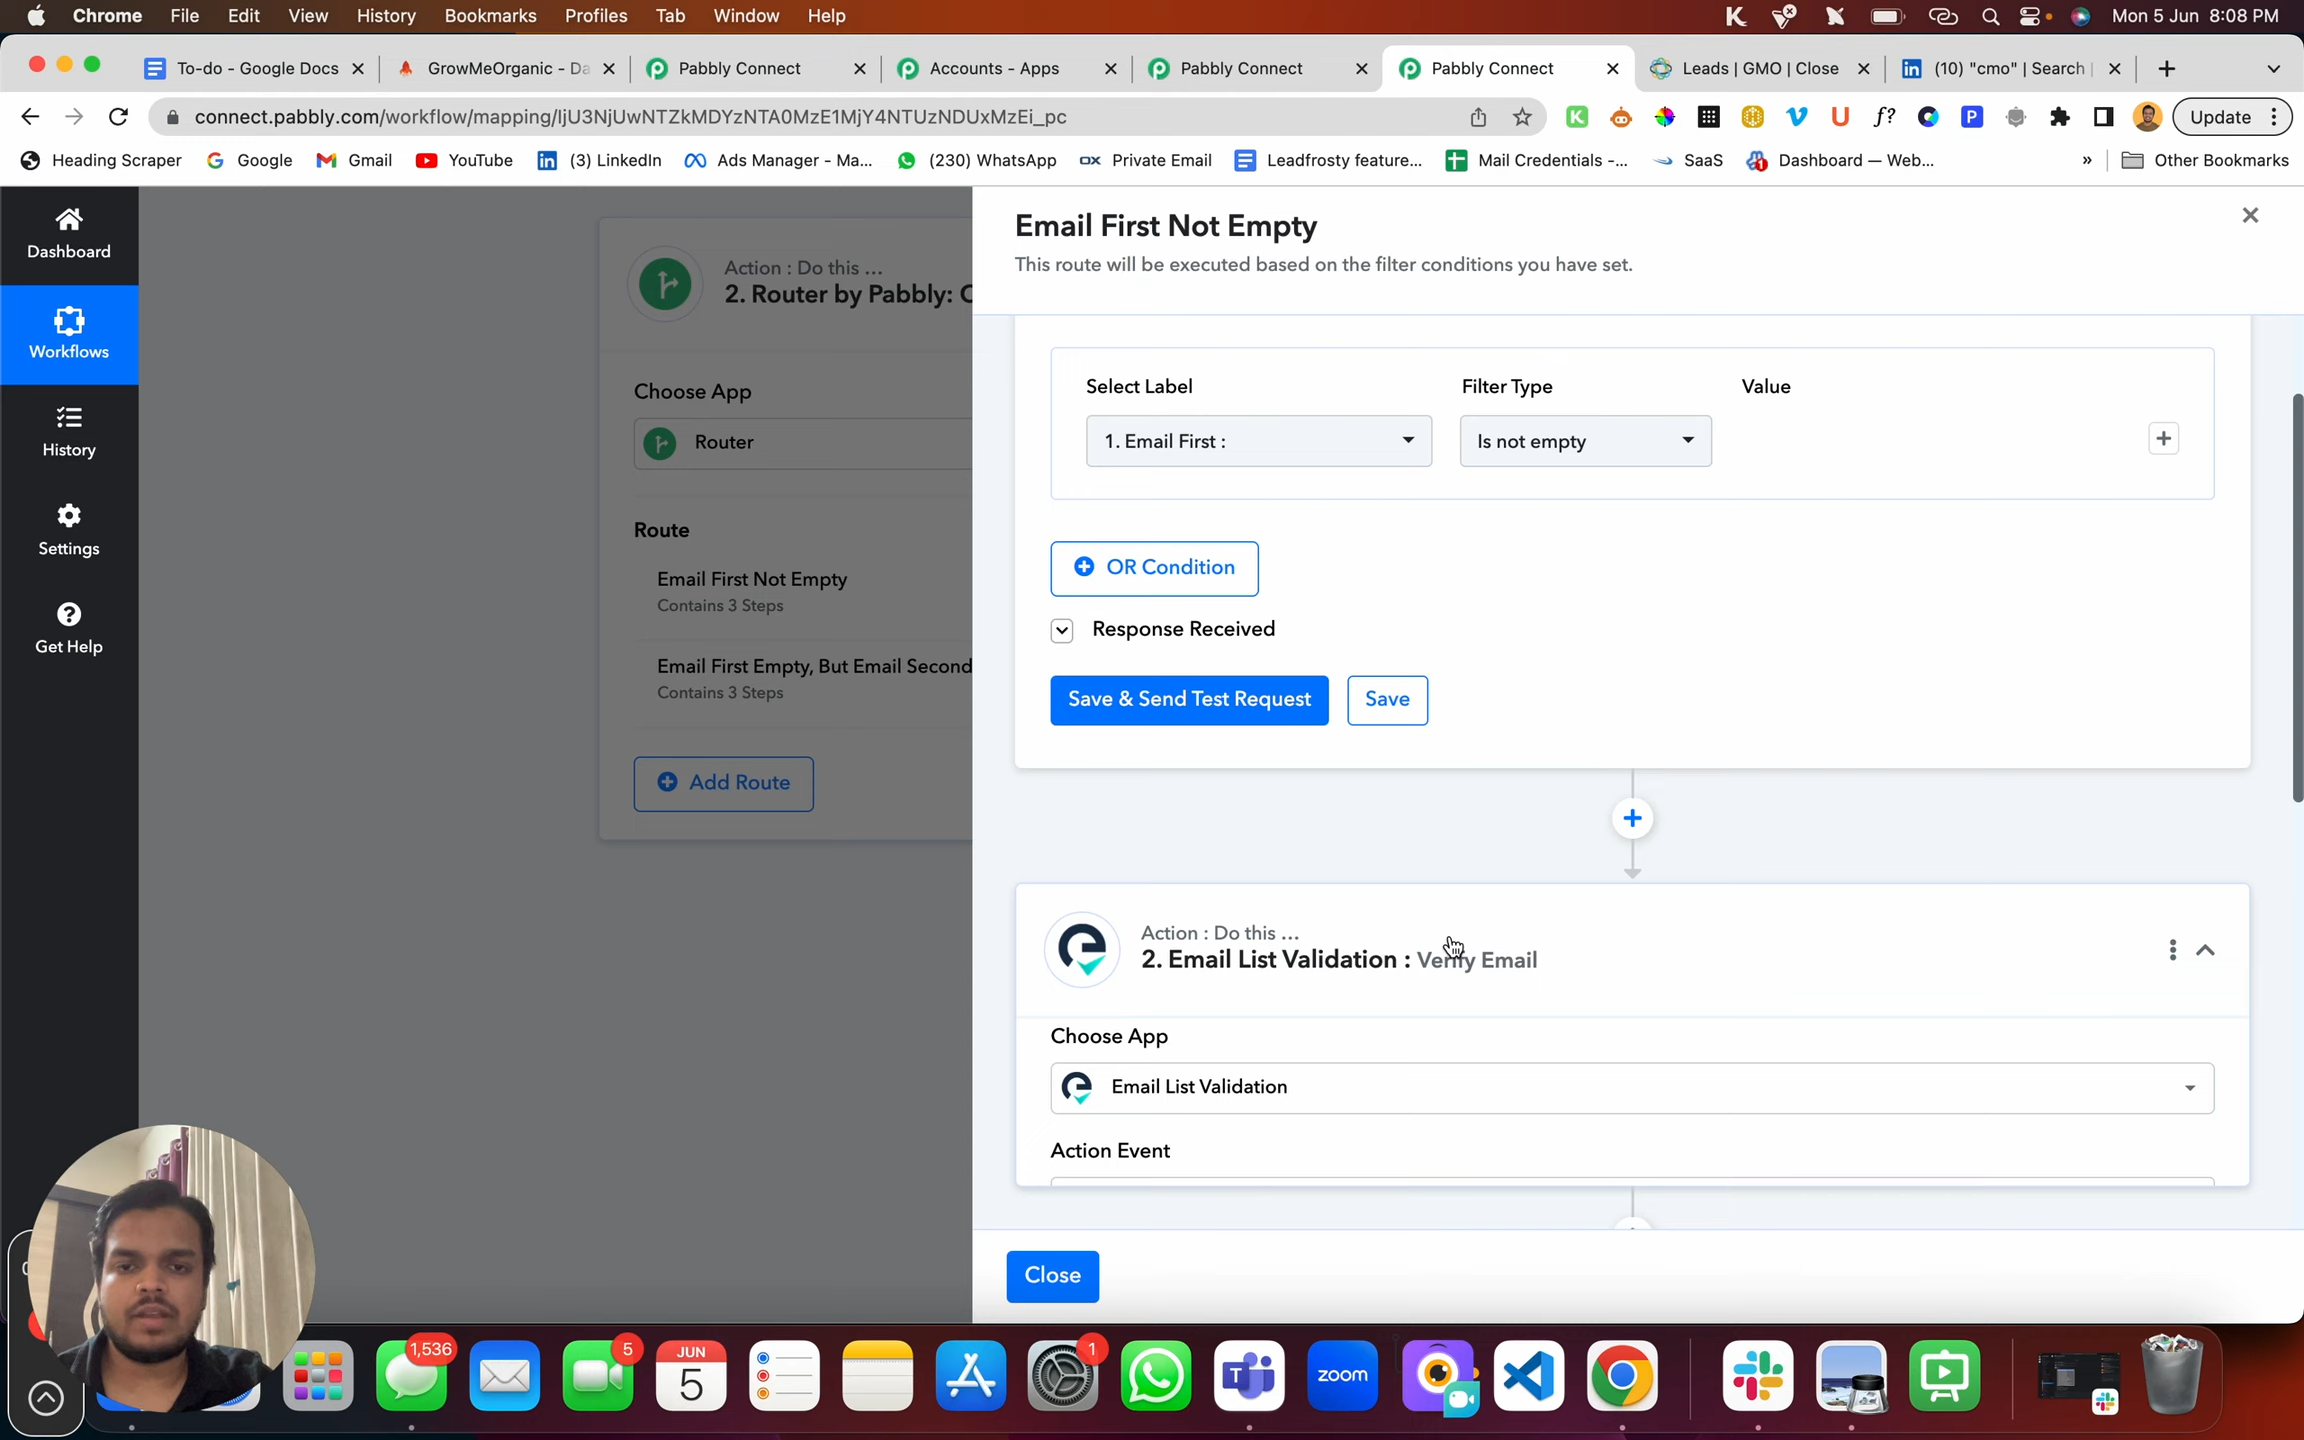 Chrome File Edit View History Bookmarks Profiles Tab Window Help Mon 5 Jun 8:08 PM
To-do - Google Docs GrowMeOrganic - Da Pabbly Connect Accounts - Apps Pabbly Connect Pabbly Connect Leads | GMO | Close (10) "cmo" | Search |
connect.pabbly.com/workflow/mapping/IjU3NjUwNTZkMDYzNTA0MzE1MjY4NTUzNDUxMzEi_pc Update
Heading Scraper Google Gmail YouTube (3) LinkedIn Ads Manager - Ma... (230) WhatsApp Private Email Leadfrosty feature... Mail Credentials -... SaaS Dashboard — Web... » Other Bookmarks
Dashboard
Workflows
History
Settings
Get Help
Action : Do this ...
2. Router by Pabbly: C
Choose App
Router
Route
Email First Not Empty
Contains 3 Steps
Email First Empty, But Email Second
Contains 3 Steps
Add Route
Email First Not Empty
This route will be executed based on the filter conditions you have set.
Select Label Filter Type Value
1. Email First : Is not empty
OR Condition
Response Received
Save & Send Test Request Save
Action : Do this ...
2. Email List Validation : Verify Email
Choose App
Email List Validation
Action Event
Close
1,536 5 JUN 5 1 zoom